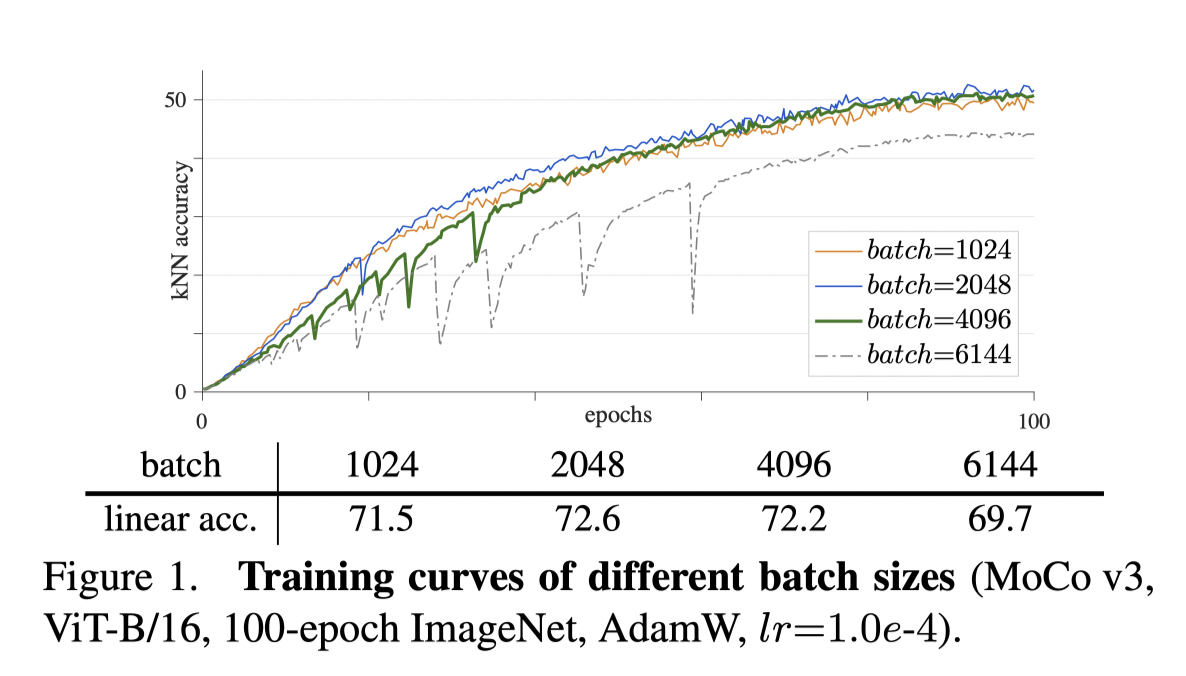 50
kNN accuracy
0
0
epochs
100
batch=1024
batch=2048
batch=4096
batch=6144
batch 1024 2048 4096 6144
linear acc. 71.5 72.6 72.2 69.7
Figure 1. Training curves of different batch sizes (MoCo v3,
ViT-B/16, 100-epoch ImageNet, AdamW, lr=1.0e-4).